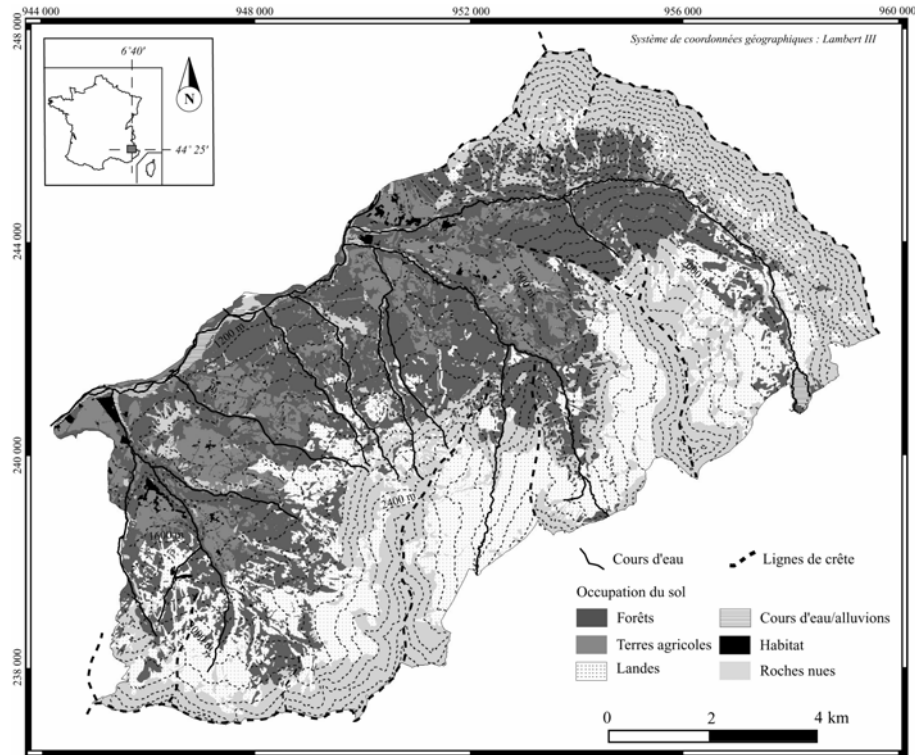 944 000
948 000
952 000
956 000
960 000
248 000
Système de coordonnées géographiques : Lambert III
6°40'
N
44° 25'
244 000
240 000
238 000
1200 m
2400 m
Cours d'eau
Lignes de crête
Occupation du sol
Forêts
Cours d'eau/alluvions
Terres agricoles
Habitat
Landes
Roches nues
0
2
4 km